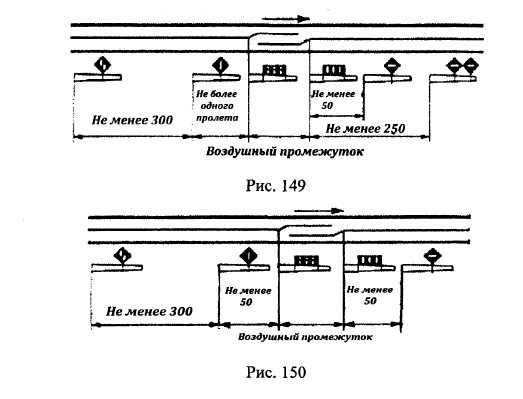 Не менее 300
Не более
одного
пролета
Не менее
50
Не менее 250
Воздушный промежуток
Рис. 149
Не менее 300
Не менее
50
Не менее
50
Воздушный промежуток
Рис. 150